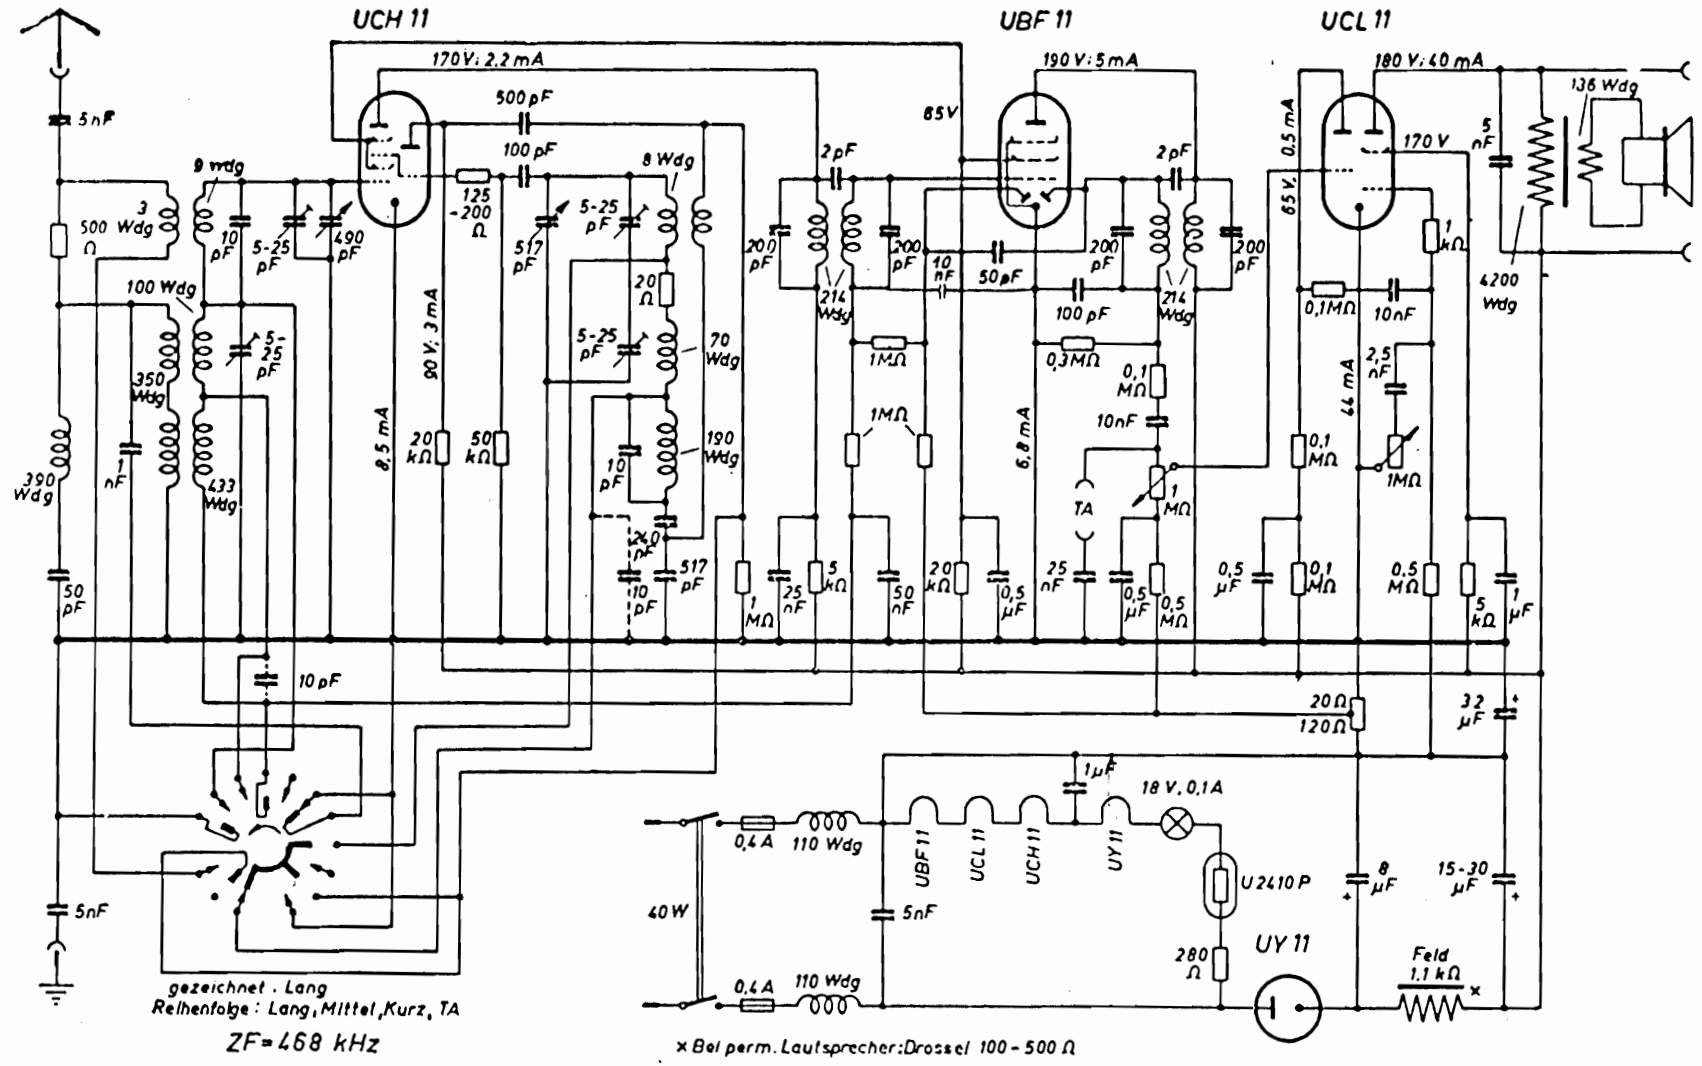 UCH 11
UBF 11
UCL 11
170 V; 2,2 mA
190 V; 5 mA
180 V; 40 mA
136 Wdg
500 pF
5 nF
65 V
65 V, 0,5 mA
170 V
5
nF
100 pF
9 Wdg
8 Wdg
2 pF
2 pF
3
Wdg
500
Ω
125
-200
Ω
10
pF
5-25
pF
490
pF
517
pF
5-25
pF
1
kΩ
200
pF
200
pF
10
nF
50 pF
200
pF
200
pF
4200
Wdg
100 Wdg
20
Ω
214
Wdg
100 pF
214
Wdg
0,1 MΩ
10 nF
5-
25
pF
90 V; 3 mA
5-25
pF
70
Wdg
1 MΩ
0,3 MΩ
0,1
MΩ
2,5
nF
44 mA
350
Wdg
8,5 mA
1 MΩ
6,8 mA
10 nF
390
Wdg
1
nF
433
Wdg
20
kΩ
50
kΩ
10
pF
190
Wdg
0,1
MΩ
1 MΩ
TA
1
MΩ
240
nF
50
pF
10
pF
517
pF
1
MΩ
25
nF
5
kΩ
50
nF
20
kΩ
0,5
µF
25
nF
0,5
µF
0,5
MΩ
0,5
µF
0,1
MΩ
0,5
MΩ
5
kΩ
1
µF
10 pF
20 Ω
120 Ω
32
µF
+
1 µF
18 V, 0,1 A
0,4 A
110 Wdg
UBF 11
UCL 11
UCH 11
UY 11
U 2410 P
8
µF
+
15-30
µF
+
5 nF
40 W
5 nF
280
Ω
UY 11
Feld
1,1 kΩ
x
0,4 A
110 Wdg
gezeichnet . Lang
Reihenfolge : Lang, Mittel, Kurz, TA
ZF = 468 kHz
x Bei perm. Lautsprecher: Drossel 100-500 Ω